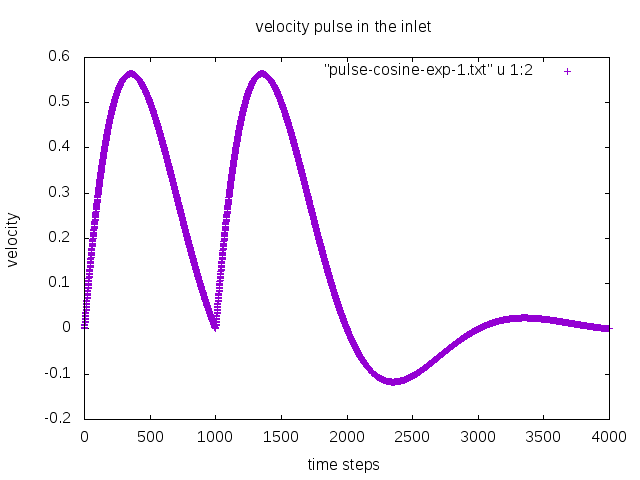 velocity pulse in the inlet
"pulse-cosine-exp-1.txt" u 1:2
0.6
0.5
0.4
0.3
0.2
0.1
0
-0.1
-0.2
velocity
0 500 1000 1500 2000 2500 3000 3500 4000
time steps